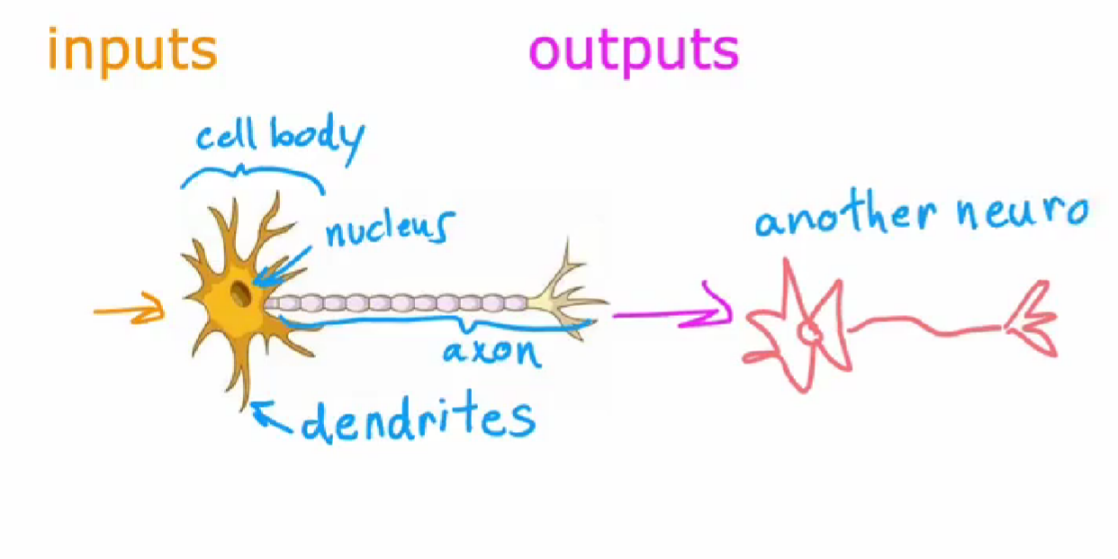 inputs
outputs
cell body
nucleus
another neuro
axon
dendrites